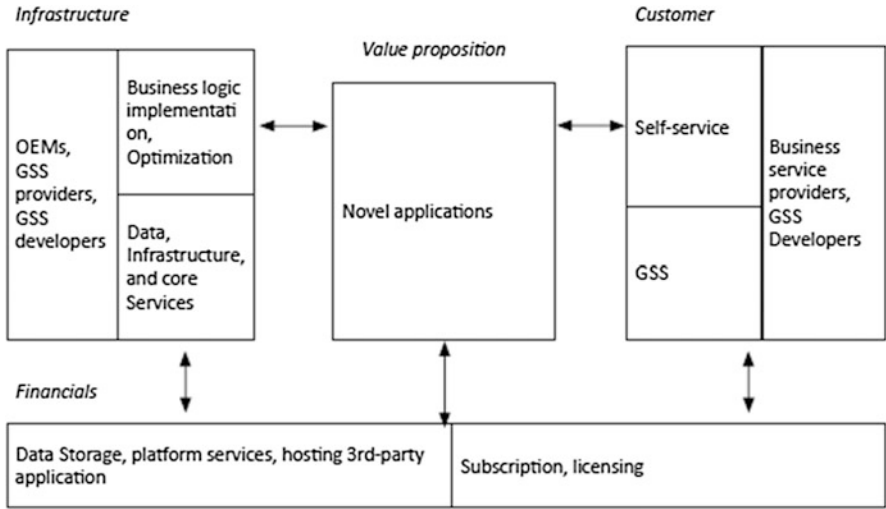 Infrastructure
Customer
Value proposition
OEMs,
GSS
providers,
GSS
developers
Business logic
implementati
on,
Optimization
Data,
Infrastructure,
and core
Services
Novel applications
Self-service
GSS
Business
service
providers,
GSS
Developers
Financials
Data Storage, platform services, hosting 3rd-party
application
Subscription, licensing